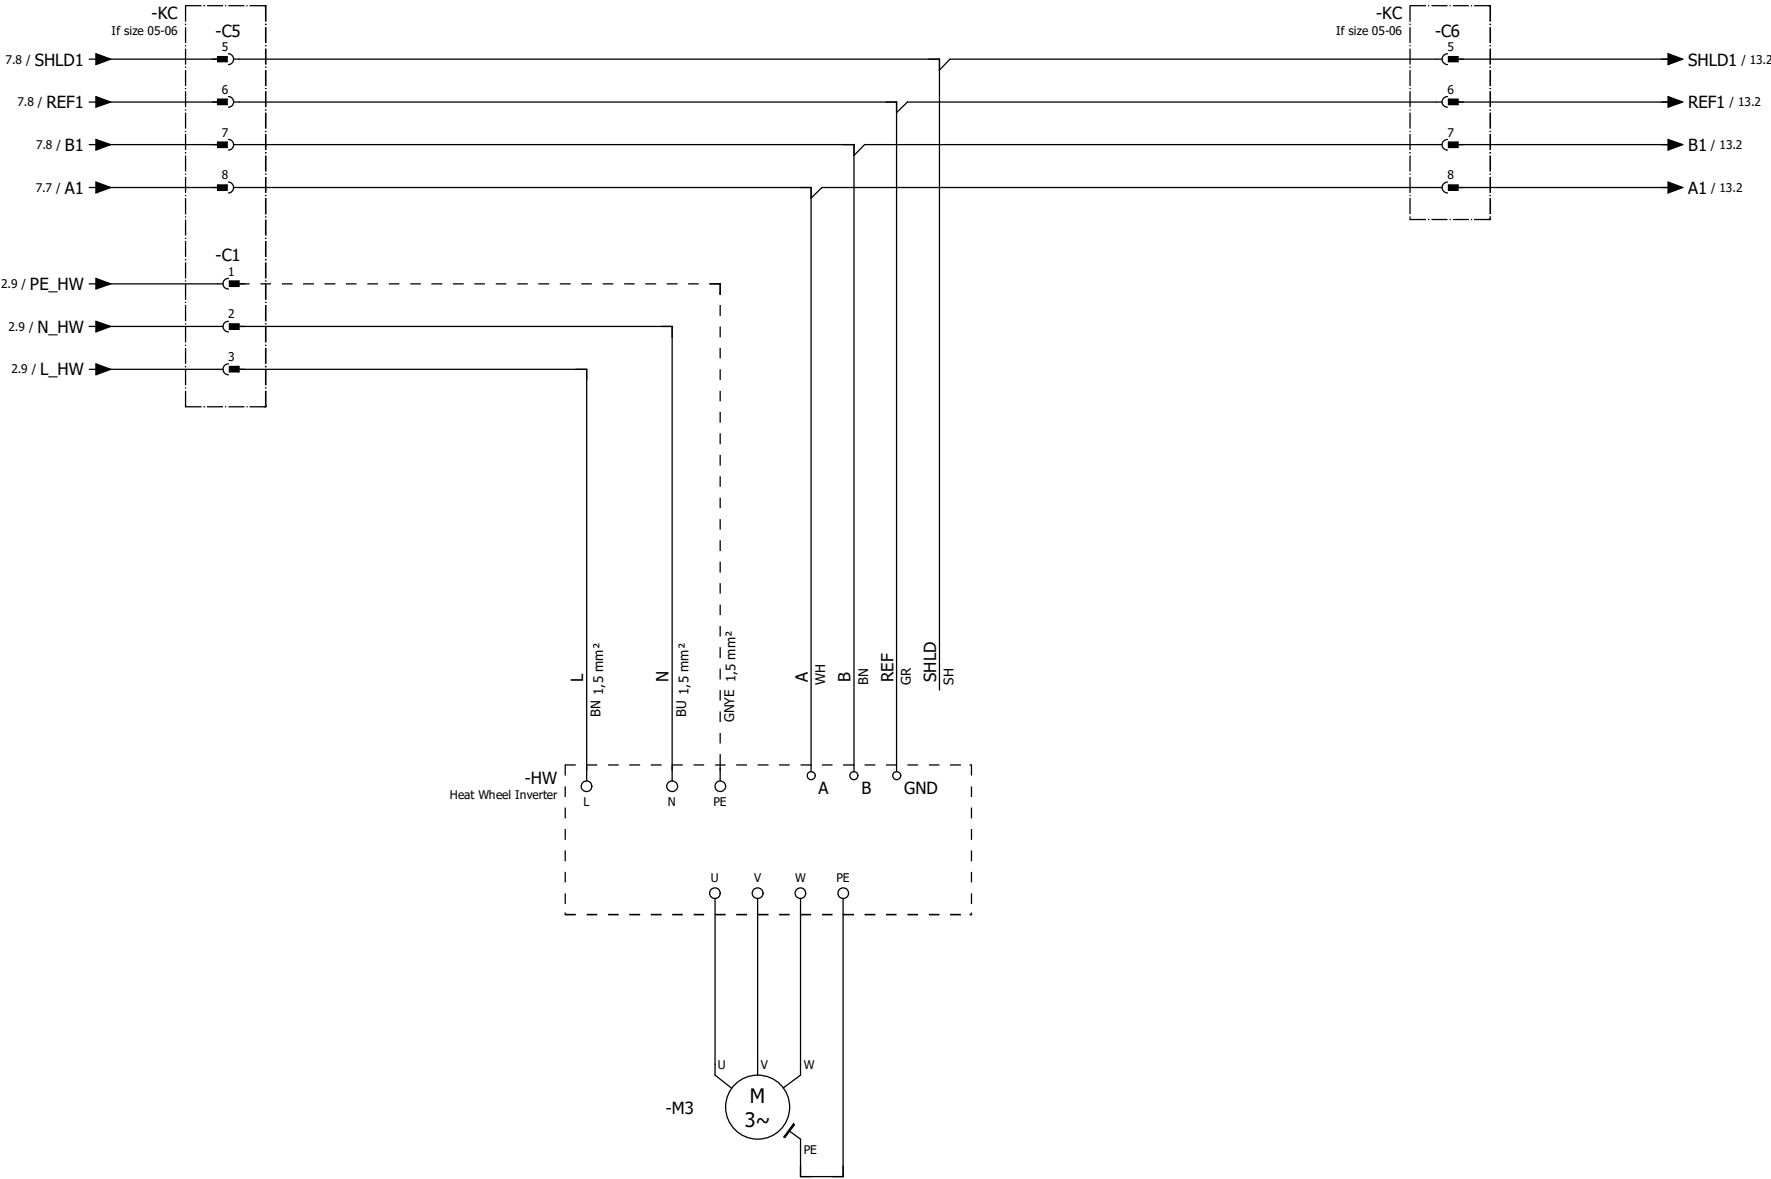 -KC
If size 05-06
-C5
7.8 / SHLD1
5
7.8 / REF1
6
7.8 / B1
7
7.7 / A1
8
-C1
2.9 / PE_HW
1
2.9 / N_HW
2
2.9 / L_HW
3
-KC
If size 05-06
-C6
5
SHLD1 / 13.2
6
REF1 / 13.2
7
B1 / 13.2
8
A1 / 13.2
L
BN 1,5 mm²
N
BU 1,5 mm²
GNYE 1,5 mm²
A
WH
B
BN
REF
GR
SHLD
SH
-HW
Heat Wheel Inverter
L
N
PE
A
B
GND
U
V
W
PE
U
V
W
-M3
M
3~
PE